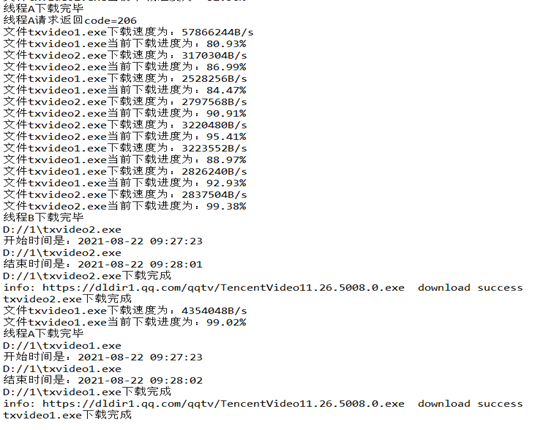 线程A下载完毕
线程A请求返回code=206
文件txvideo1.exe下载速度为：57866244B/s
文件txvideo1.exe当前下载进度为：80.93%
文件txvideo2.exe下载速度为：3170304B/s
文件txvideo2.exe当前下载进度为：86.99%
文件txvideo1.exe下载速度为：2528256B/s
文件txvideo1.exe当前下载进度为：84.47%
文件txvideo2.exe下载速度为：2797568B/s
文件txvideo2.exe当前下载进度为：90.91%
文件txvideo2.exe下载速度为：3220480B/s
文件txvideo2.exe当前下载进度为：95.41%
文件txvideo1.exe下载速度为：3223552B/s
文件txvideo1.exe当前下载进度为：88.97%
文件txvideo1.exe下载速度为：2826240B/s
文件txvideo1.exe当前下载进度为：92.93%
文件txvideo2.exe下载速度为：2837504B/s
文件txvideo2.exe当前下载进度为：99.38%
线程B下载完毕
D://1\txvideo2.exe
开始时间是：2021-08-22 09:27:23
D://1\txvideo2.exe
结束时间是：2021-08-22 09:28:01
D://1\txvideo2.exe下载完成
info: https://dldir1.qq.com/qqtv/TencentVideo11.26.5008.0.exe  download success
txvideo2.exe下载完成
文件txvideo1.exe下载速度为：4354048B/s
文件txvideo1.exe当前下载进度为：99.02%
线程A下载完毕
D://1\txvideo1.exe
开始时间是：2021-08-22 09:27:23
D://1\txvideo1.exe
结束时间是：2021-08-22 09:28:02
D://1\txvideo1.exe下载完成
info: https://dldir1.qq.com/qqtv/TencentVideo11.26.5008.0.exe  download success
txvideo1.exe下载完成